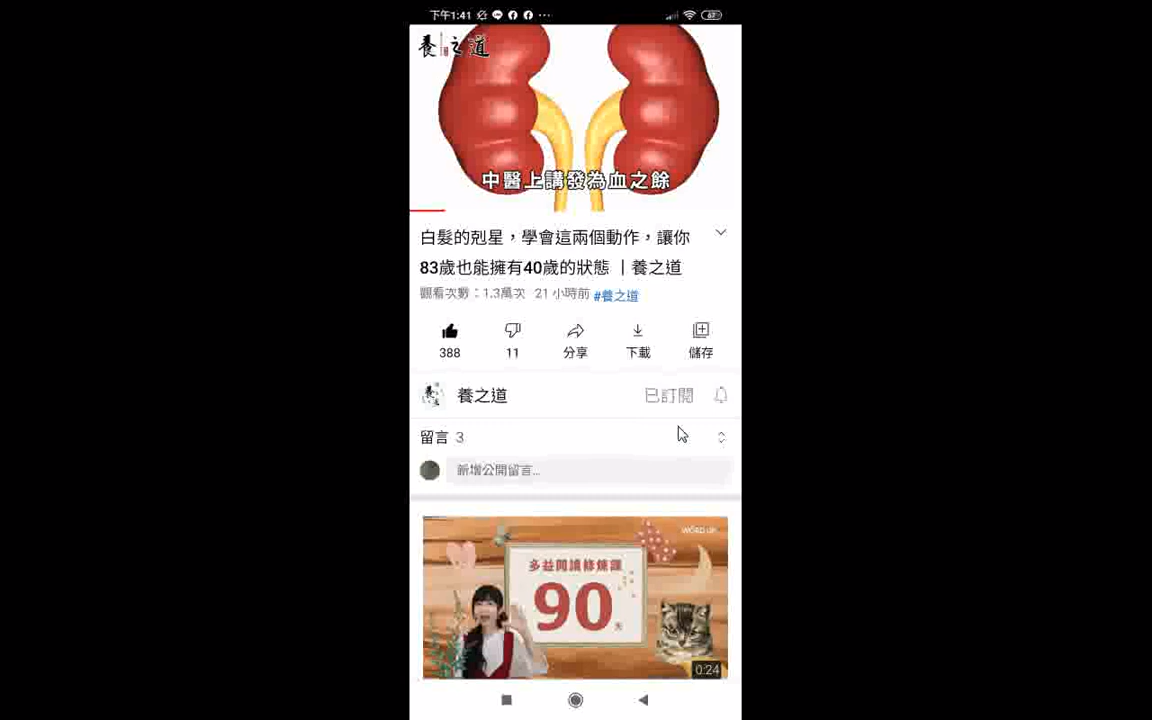 下午1:41
養之道
中醫上講發為血之餘
白髮的剋星，學會這兩個動作，讓你
83歲也能擁有40歲的狀態 ｜養之道
觀看次數：1.3萬次 21 小時前 #養之道
388
11
分享
下載
儲存
養之道
已訂閱
留言 3
新增公開留言...
WORD UP
多益閱讀修煉課
90
天
0:24